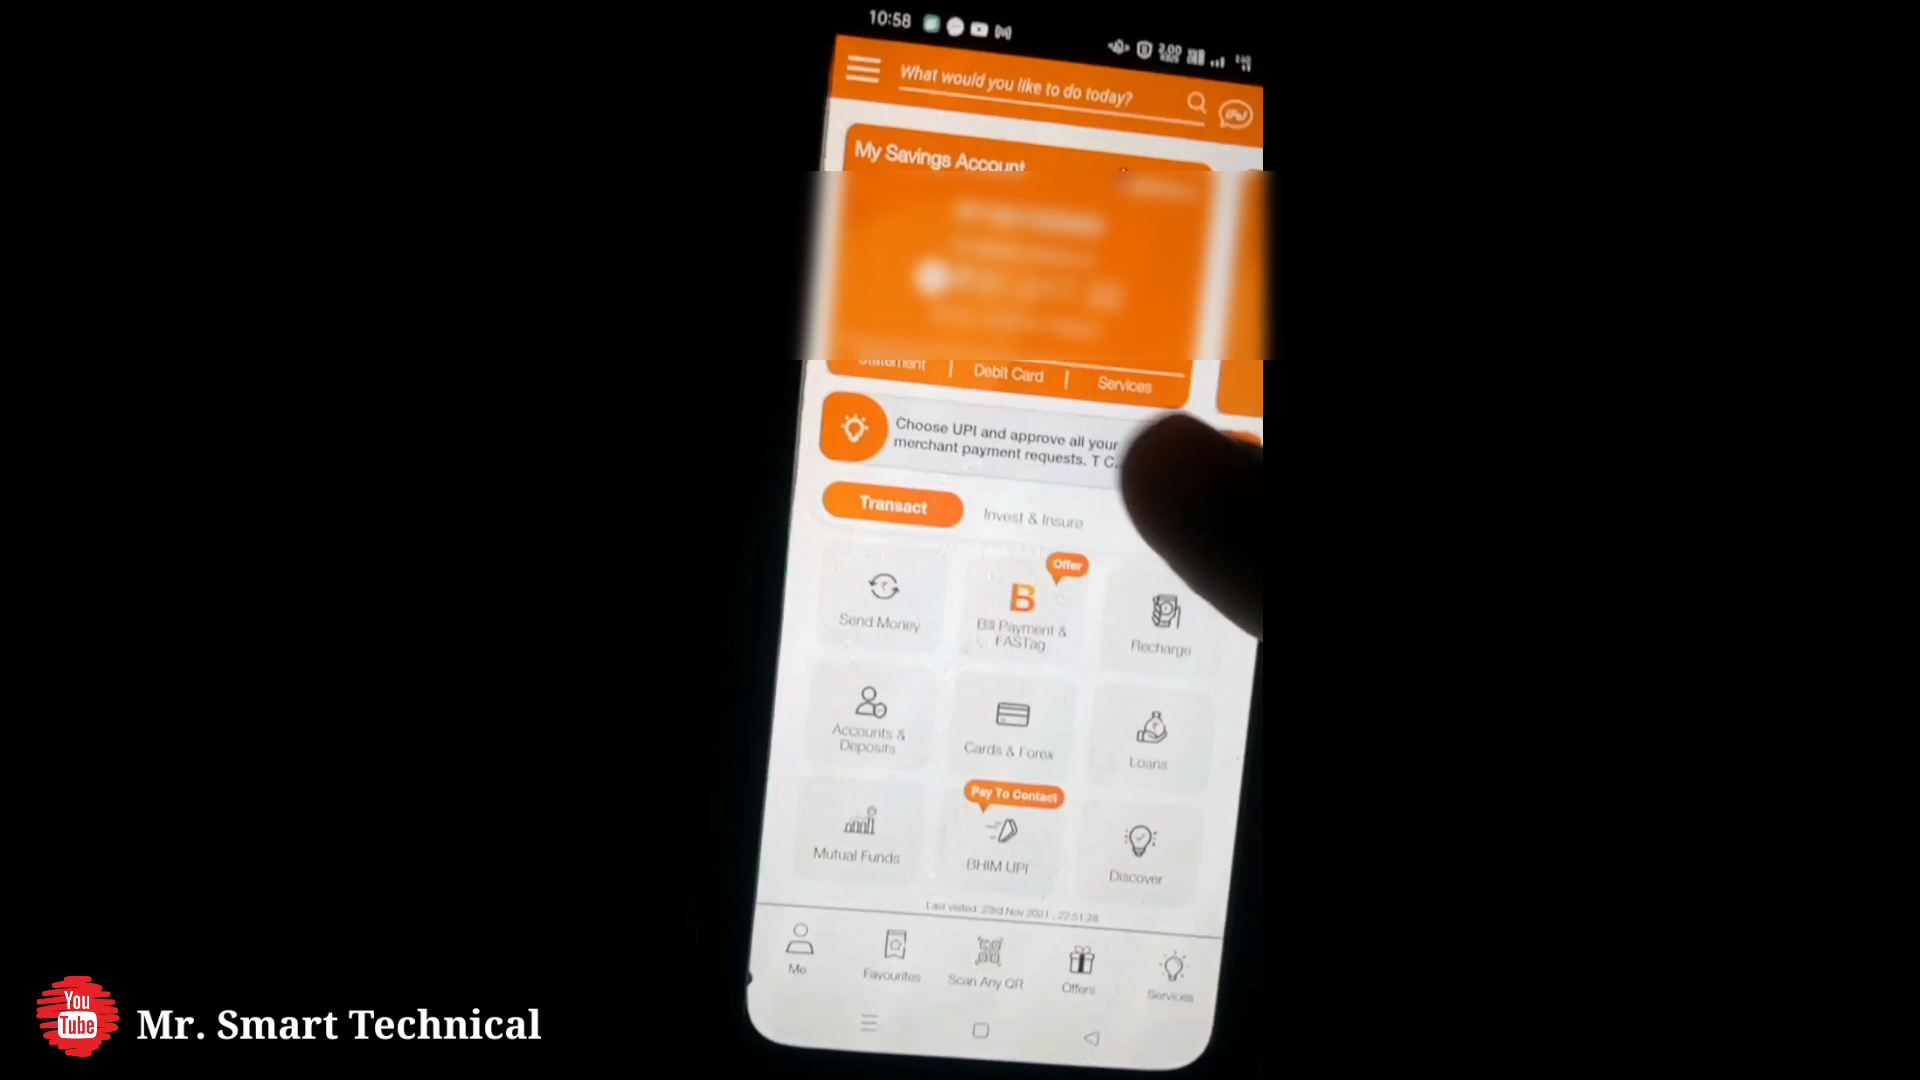 10:58
What would you like to do today?
My Savings Account
Statement
Debit Card
Services
Choose UPI and approve all your
merchant payment requests. T C...
Transact
Invest & Insure
Offer
Send Money
Bill Payment &
FASTag
Recharge
Accounts &
Deposits
Cards & Forex
Loans
Pay To Contact
Mutual Funds
BHIM UPI
Discover
Last visited: 23rd Nov 2021 , 22:51:28
Me
Favourites
Scan Any QR
Offers
Services
You
Tube
Mr. Smart Technical